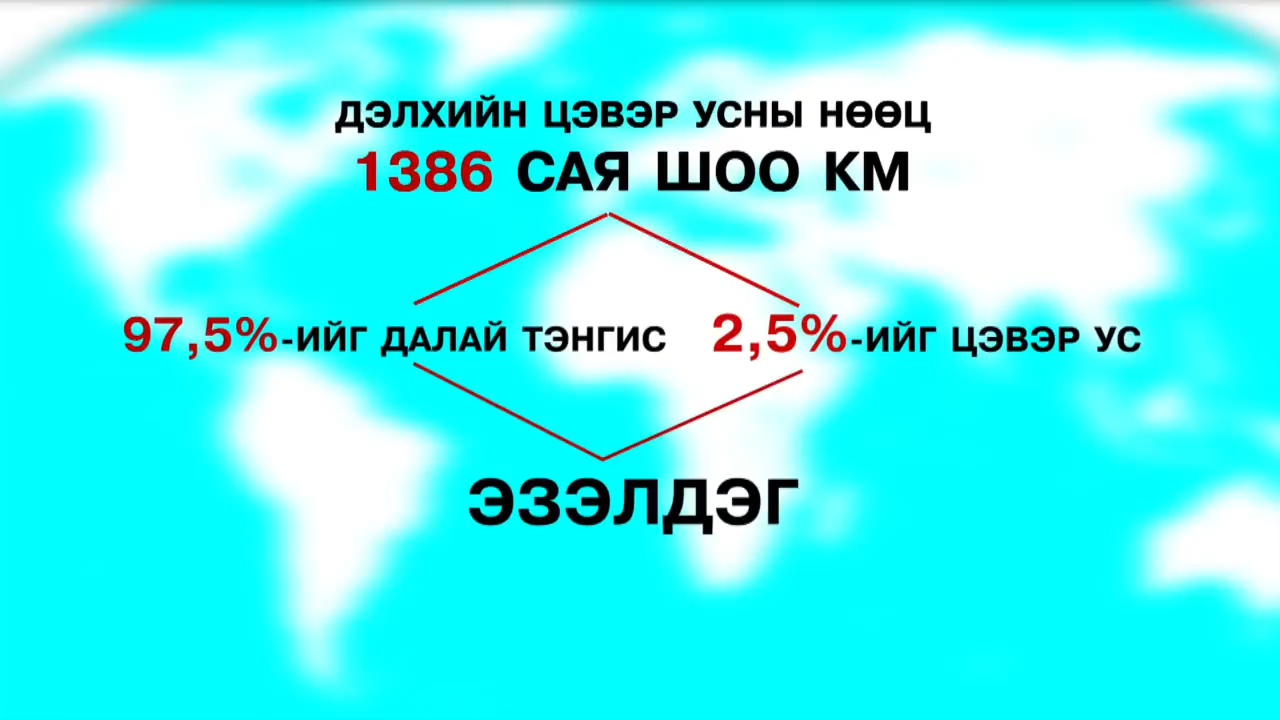 ДЭЛХИЙН ЦЭВЭР УСНЫ НӨӨЦ
1386 САЯ ШОО КМ
97,5%-ИЙГ ДАЛАЙ ТЭНГИС 2,5%-ИЙГ ЦЭВЭР УС
ЭЗЭЛДЭГ